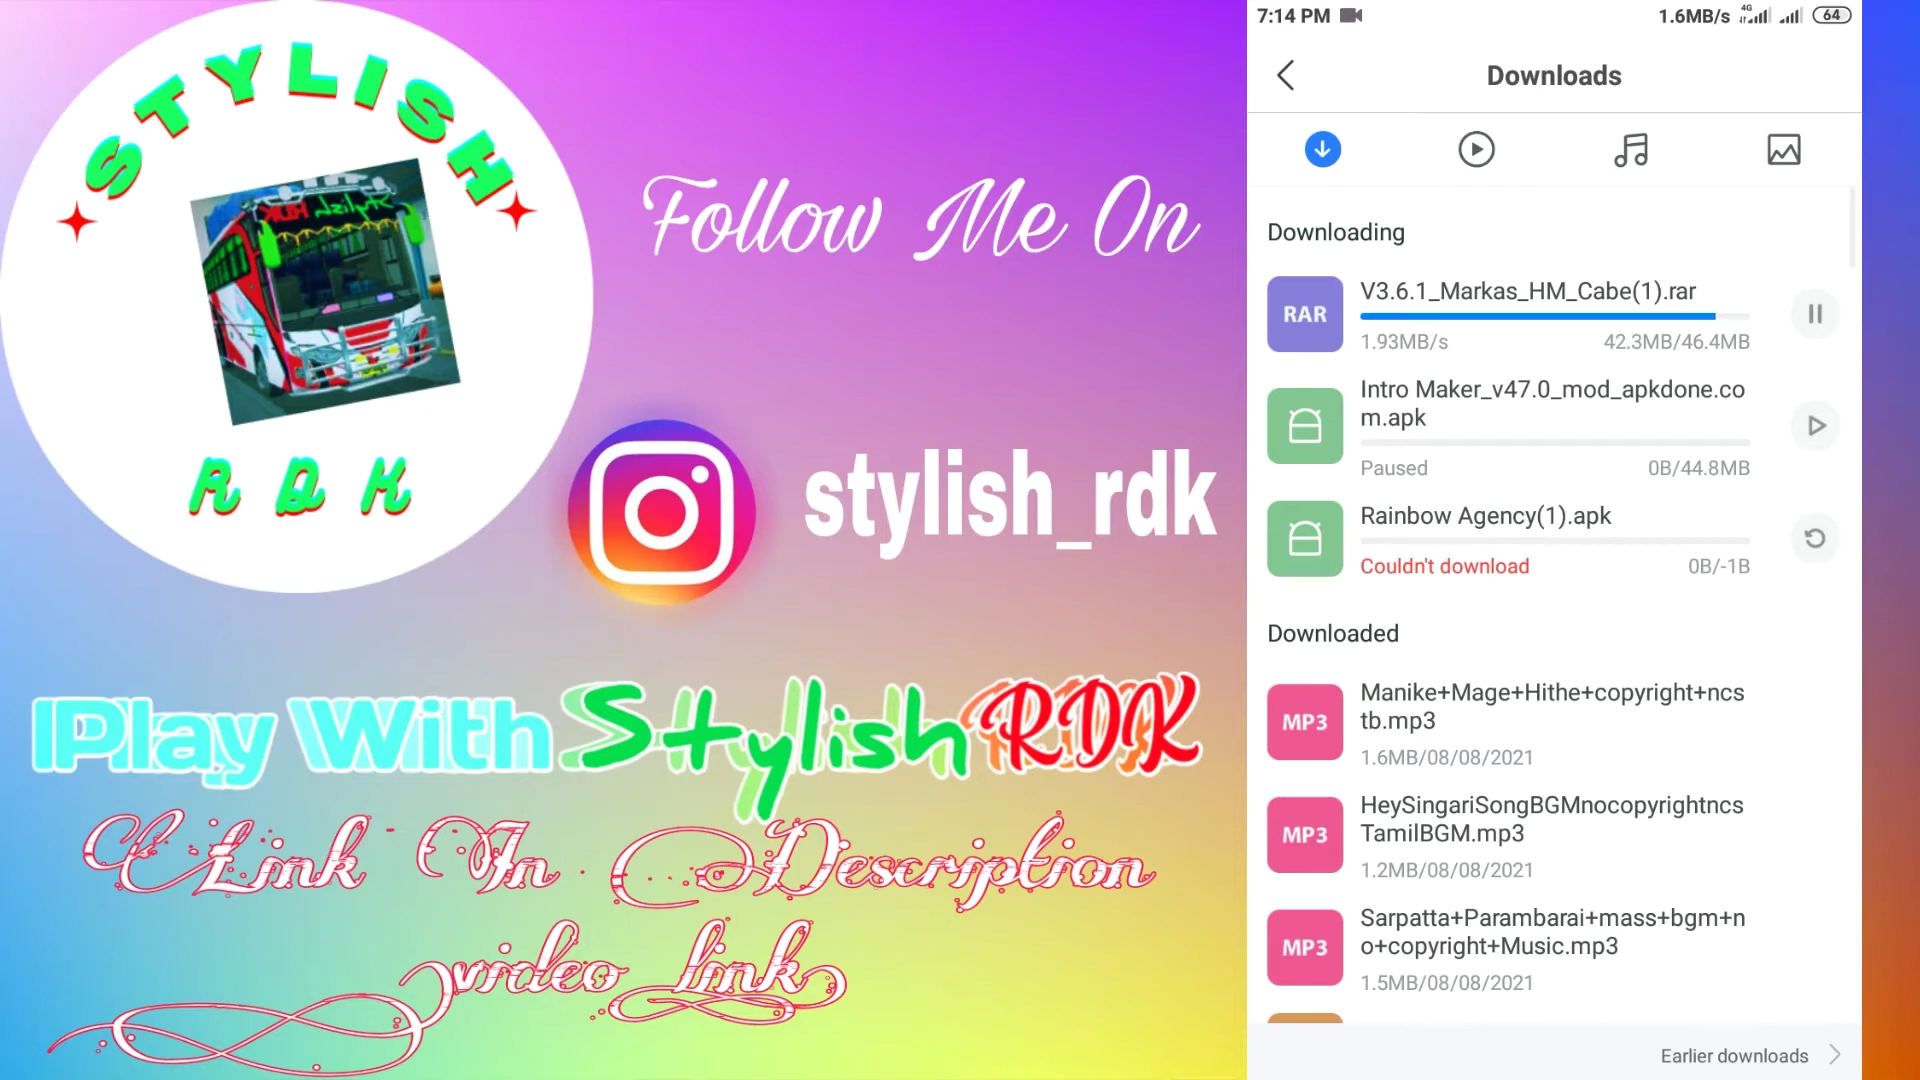 STYLISH
Stylish RDK
R D K
Follow Me On
stylish_rdk
Play With Stylish RDK
Link In Description
video link
7:14 PM
1.6MB/s 4G 64
Downloads
Downloading
RAR
V3.6.1_Markas_HM_Cabe(1).rar
1.93MB/s 42.3MB/46.4MB
Intro Maker_v47.0_mod_apkdone.co
m.apk
Paused 0B/44.8MB
Rainbow Agency(1).apk
Couldn't download 0B/-1B
Downloaded
MP3
Manike+Mage+Hithe+copyright+ncs
tb.mp3
1.6MB/08/08/2021
MP3
HeySingariSongBGMnocopyrightncs
TamilBGM.mp3
1.2MB/08/08/2021
MP3
Sarpatta+Parambarai+mass+bgm+n
o+copyright+Music.mp3
1.5MB/08/08/2021
Earlier downloads